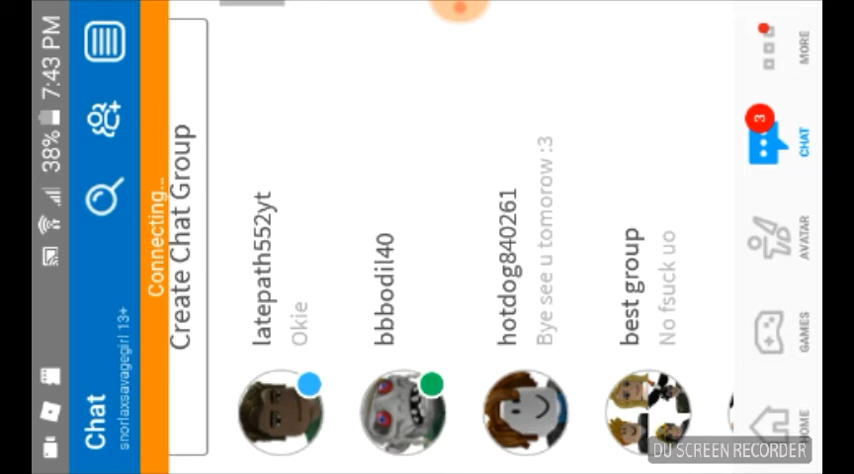 38% 7:43 PM
Chat
snorlaxsavagegirl 13+
Connecting...
Create Chat Group
latepath552yt
Okie
bbbodil40
hotdog840261
Bye see u tomorow :3
best group
No fsuck uo
HOME
GAMES
AVATAR
3
CHAT
MORE
DU SCREEN RECORDER